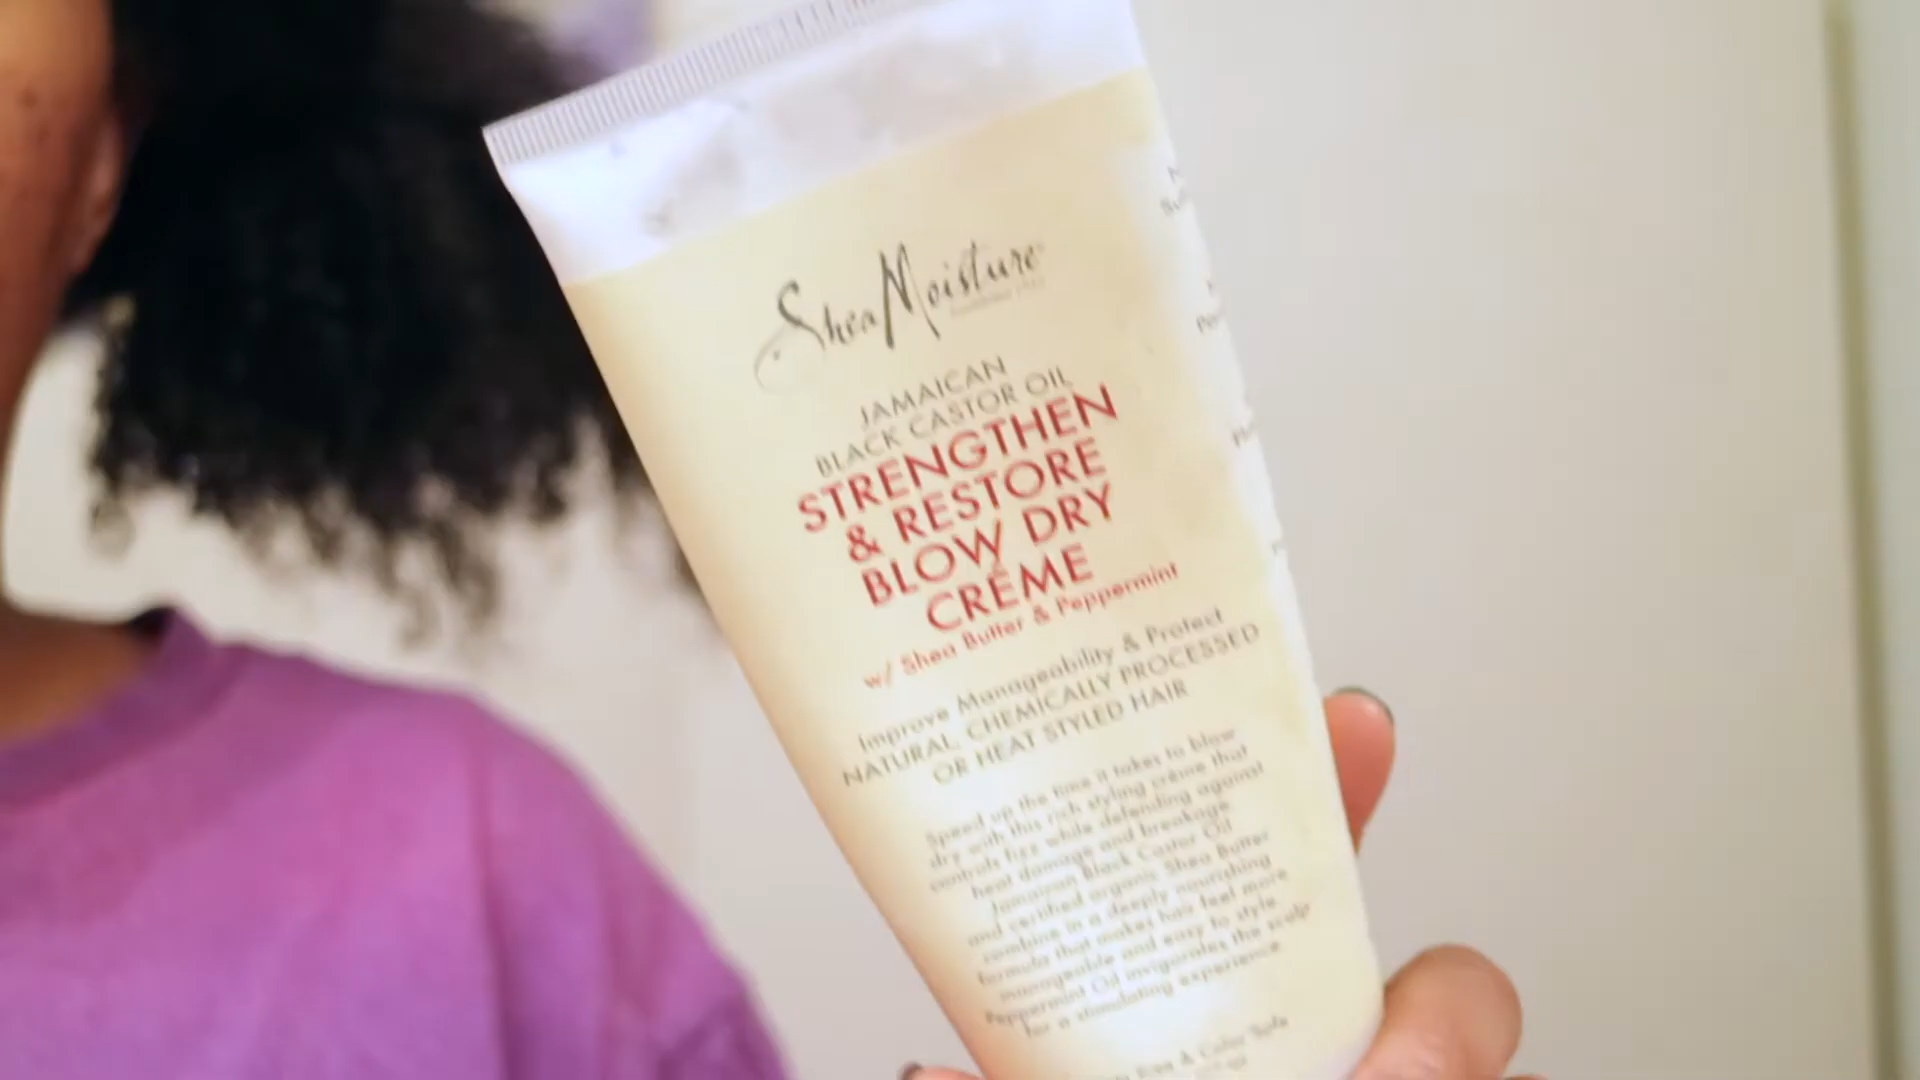 SheaMoisture
JAMAICAN
BLACK CASTOR OIL
STRENGTHEN
& RESTORE
BLOW DRY
CRÈME
w/ Shea Butter & Peppermint
Improve Manageability & Protect
NATURAL, CHEMICALLY PROCESSED
OR HEAT STYLED HAIR
Speed up the time it takes to blow
dry with this rich styling crème that
controls frizz while defending against
heat damage and breakage.
Jamaican Black Castor Oil
and certified organic Shea Butter
combine in a deeply nourishing
formula that makes hair feel more
manageable and easy to style.
Peppermint Oil invigorates the scalp
for a stimulating experience.
Free & Color Safe